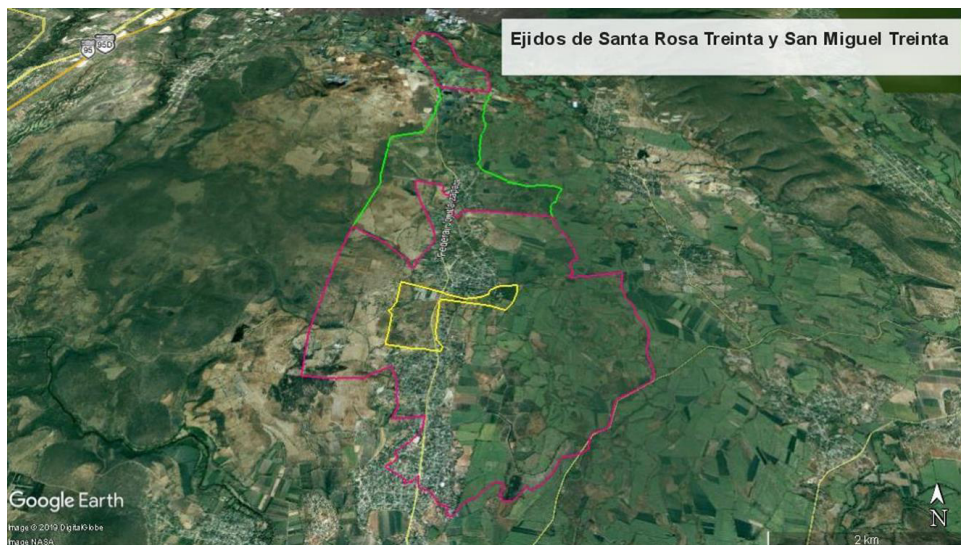 Ejidos de Santa Rosa Treinta y San Miguel Treinta
95
95D
Google Earth
Image © 2019 DigitalGlobe
Image NASA
N
2 km